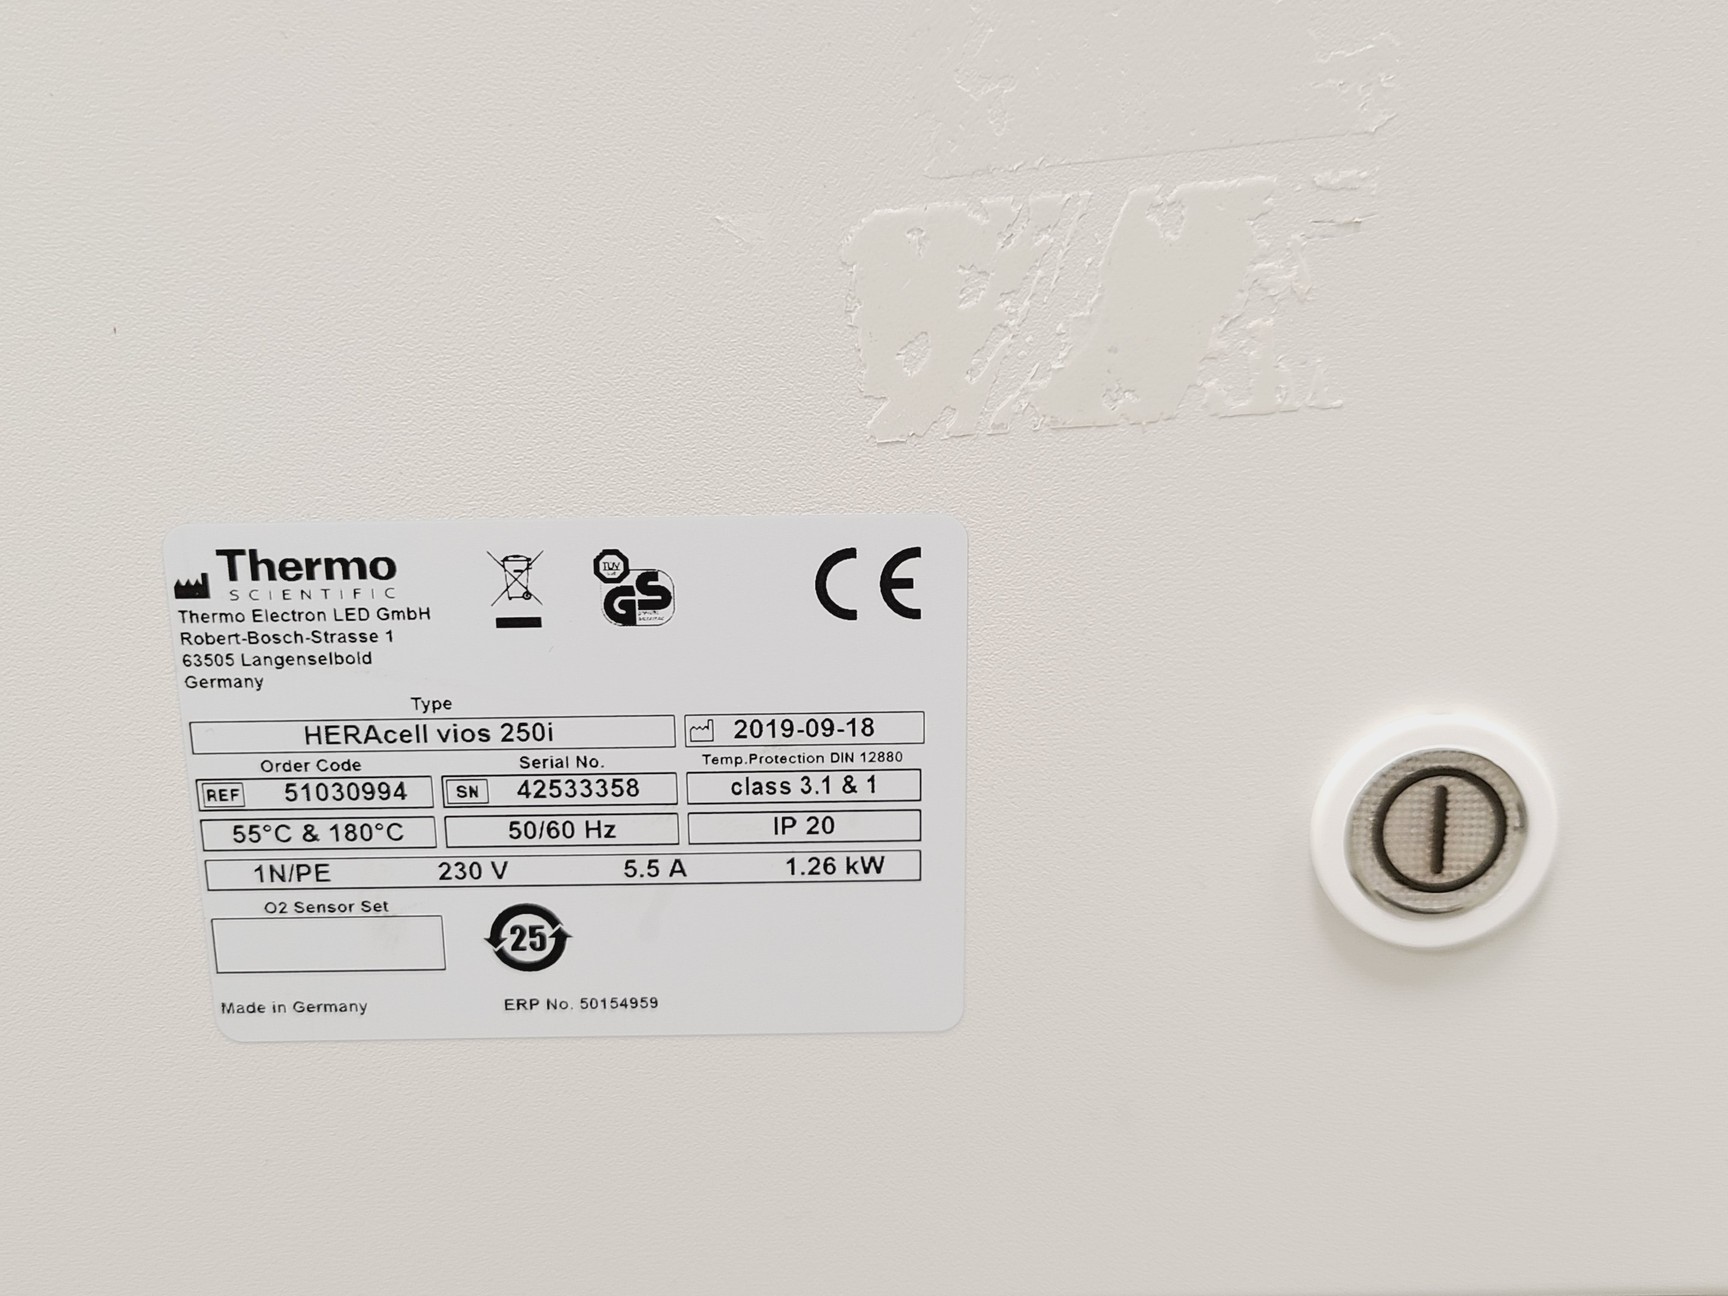 Thermo
SCIENTIFIC
Thermo Electron LED GmbH
Robert-Bosch-Strasse 1
63505 Langenselbold
Germany
TÜV
GS
CE
Type
HERAcell vios 250i
2019-09-18
Order Code
Serial No.
Temp.Protection DIN 12880
REF 51030994
SN 42533358
class 3.1 & 1
55°C & 180°C
50/60 Hz
IP 20
1N/PE 230 V 5.5 A 1.26 kW
O2 Sensor Set
25
Made in Germany
ERP No. 50154959